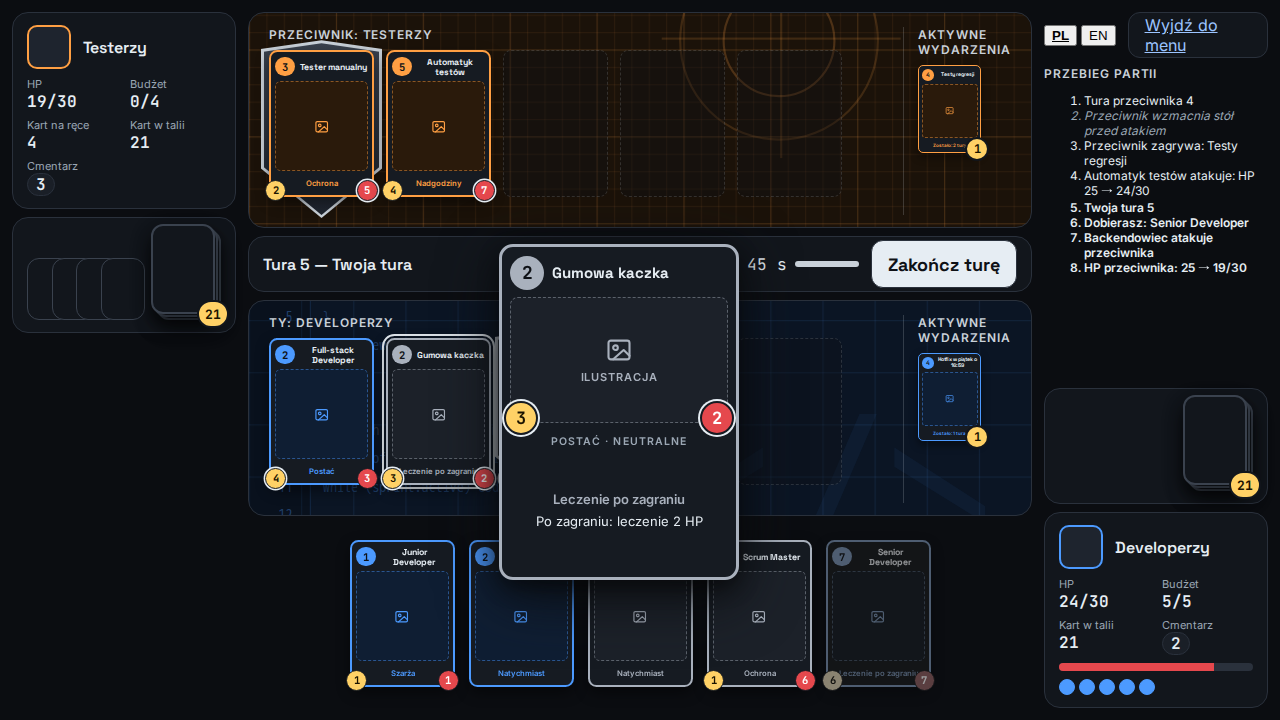 Testerzy
HP
19/30
Budżet
0/4
Kart na ręce
4
Kart w talii
21
Cmentarz
3
21
PRZECIWNIK: TESTERZY
3
Tester manualny
Ochrona
2
5
5
Automatyk testów
Nadgodziny
4
7
AKTYWNE
WYDARZENIA
4
Testy regresji
1
Tura 5 — Twoja tura
45 s
Zakończ turę
TY: DEVELOPERZY
2
Full-stack
Developer
Postać
4
3
2
Gumowa kaczka
3
2
2
Gumowa kaczka
ILUSTRACJA
3
2
POSTAĆ · NEUTRALNE
Leczenie po zagraniu
Po zagraniu: leczenie 2 HP
AKTYWNE
WYDARZENIA
4
1
1
Junior
Developer
Szarża
1
1
2
Natychmiast
Natychmiast
Scrum Master
Ochrona
1
6
7
Senior
Developer
Leczenie po zagraniu
6
7
PL
EN
Wyjdź do
menu
PRZEBIEG PARTII
1. Tura przeciwnika 4
2. Przeciwnik wzmacnia stół
przed atakiem
3. Przeciwnik zagrywa: Testy
regresji
4. Automatyk testów atakuje: HP
25 → 24/30
5. Twoja tura 5
6. Dobierasz: Senior Developer
7. Backendowiec atakuje
przeciwnika
8. HP przeciwnika: 25 → 19/30
21
Developerzy
HP
24/30
Budżet
5/5
Kart w talii
21
Cmentarz
2